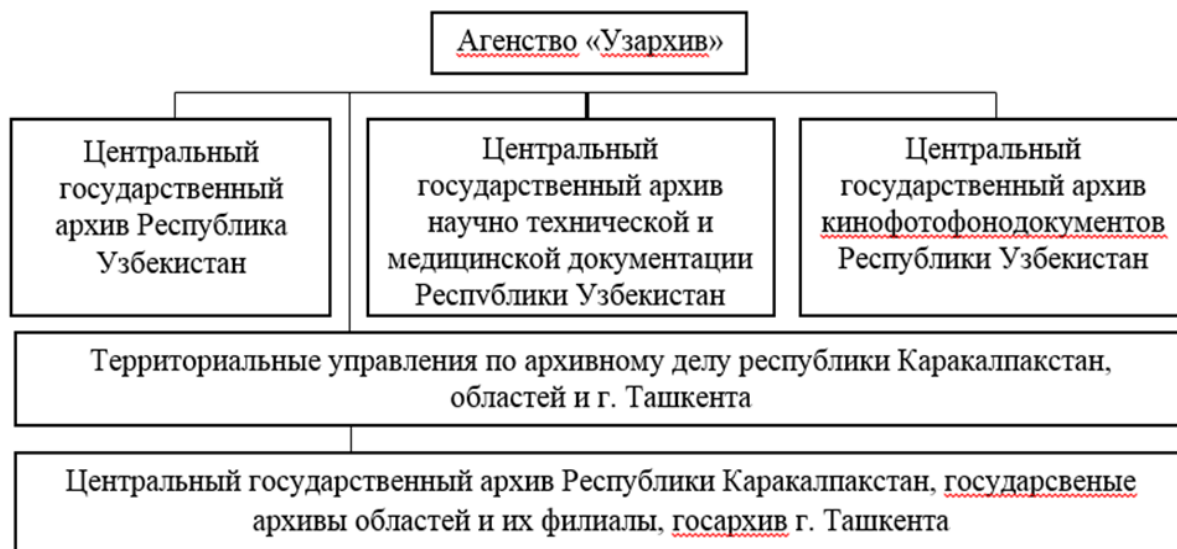 Агенство «Узархив»
Центральный
государственный
архив Республика
Узбекистан
Центральный
государственный архив
научно технической и
медицинской документации
Республики Узбекистан
Центральный
государственный архив
кинофотофонодокументов
Республики Узбекистан
Территориальные управления по архивному делу республики Каракалпакстан,
областей и г. Ташкента
Центральный государственный архив Республики Каракалпакстан, государсвеные
архивы областей и их филиалы, госархив г. Ташкента